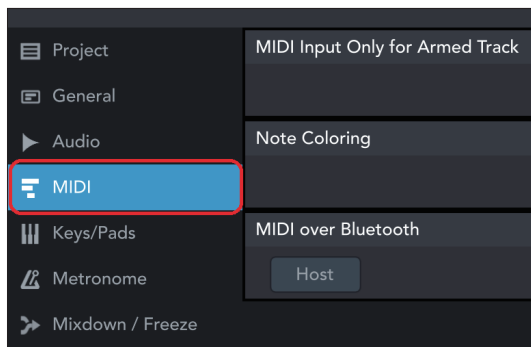 Project
General
Audio
MIDI
Keys/Pads
Metronome
Mixdown / Freeze
MIDI Input Only for Armed Track
Note Coloring
MIDI over Bluetooth
Host